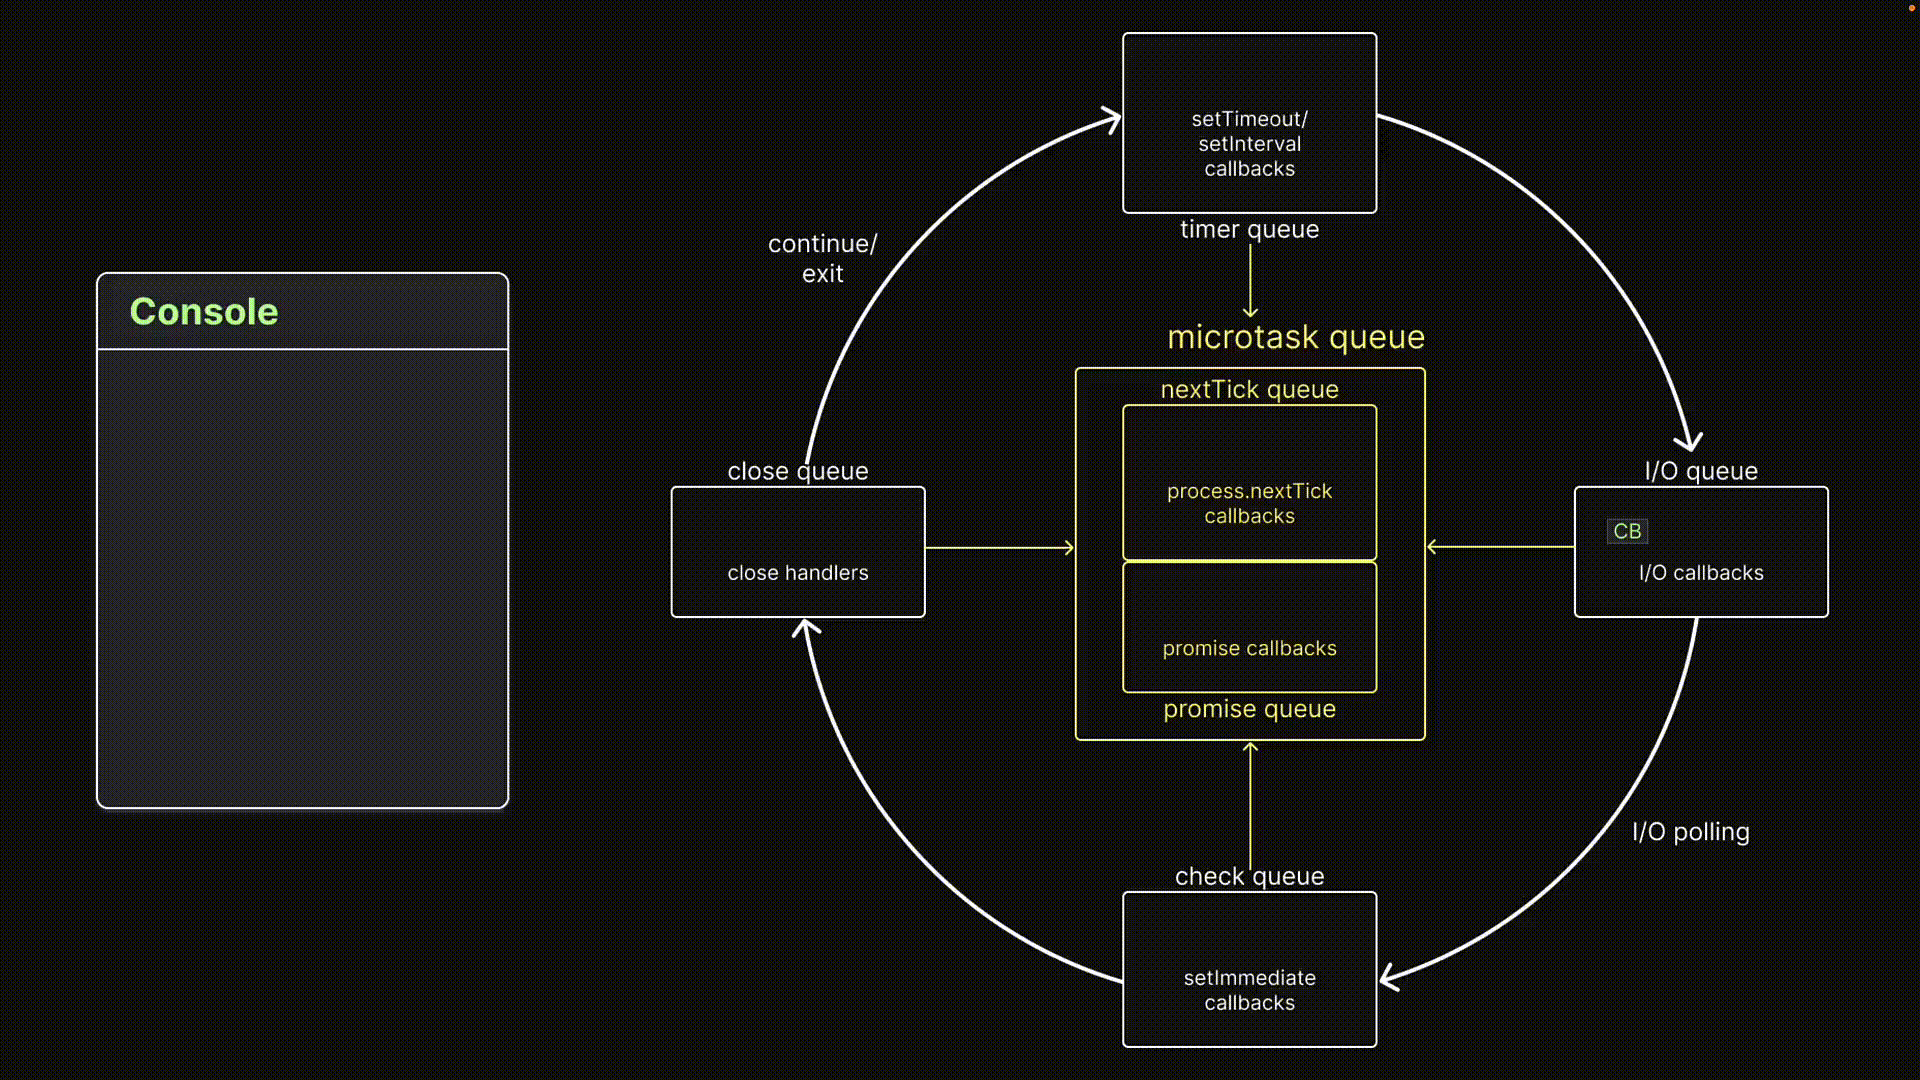 Console
setTimeout/
setInterval
callbacks
timer queue
continue/
exit
microtask queue
nextTick queue
process.nextTick
callbacks
promise callbacks
promise queue
close queue
close handlers
I/O queue
CB
I/O callbacks
I/O polling
check queue
setImmediate
callbacks